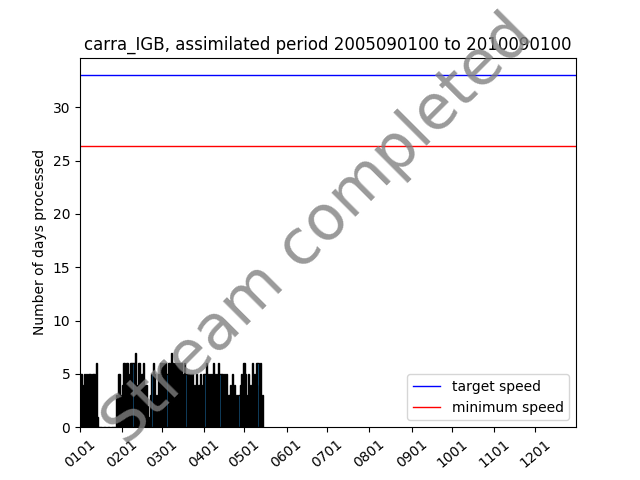 carra_IGB, assimilated period 2005090100 to 2010090100
Stream completed
Number of days processed
30
25
20
15
10
5
0
target speed
minimum speed
0101 0201 0301 0401 0501 0601 0701 0801 0901 1001 1101 1201